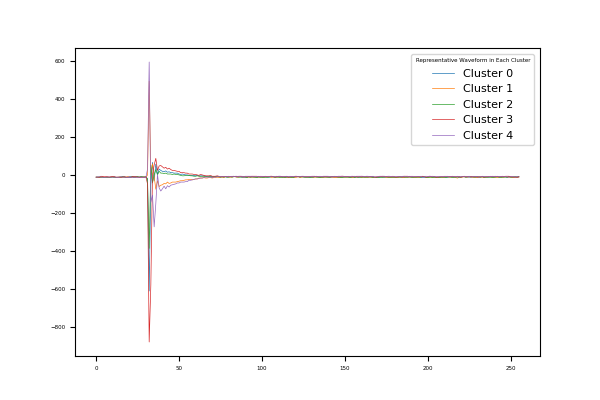 Representative Waveform in Each Cluster
Cluster 0
Cluster 1
Cluster 2
Cluster 3
Cluster 4
600
400
200
0
−200
−400
−600
−800
0
50
100
150
200
250